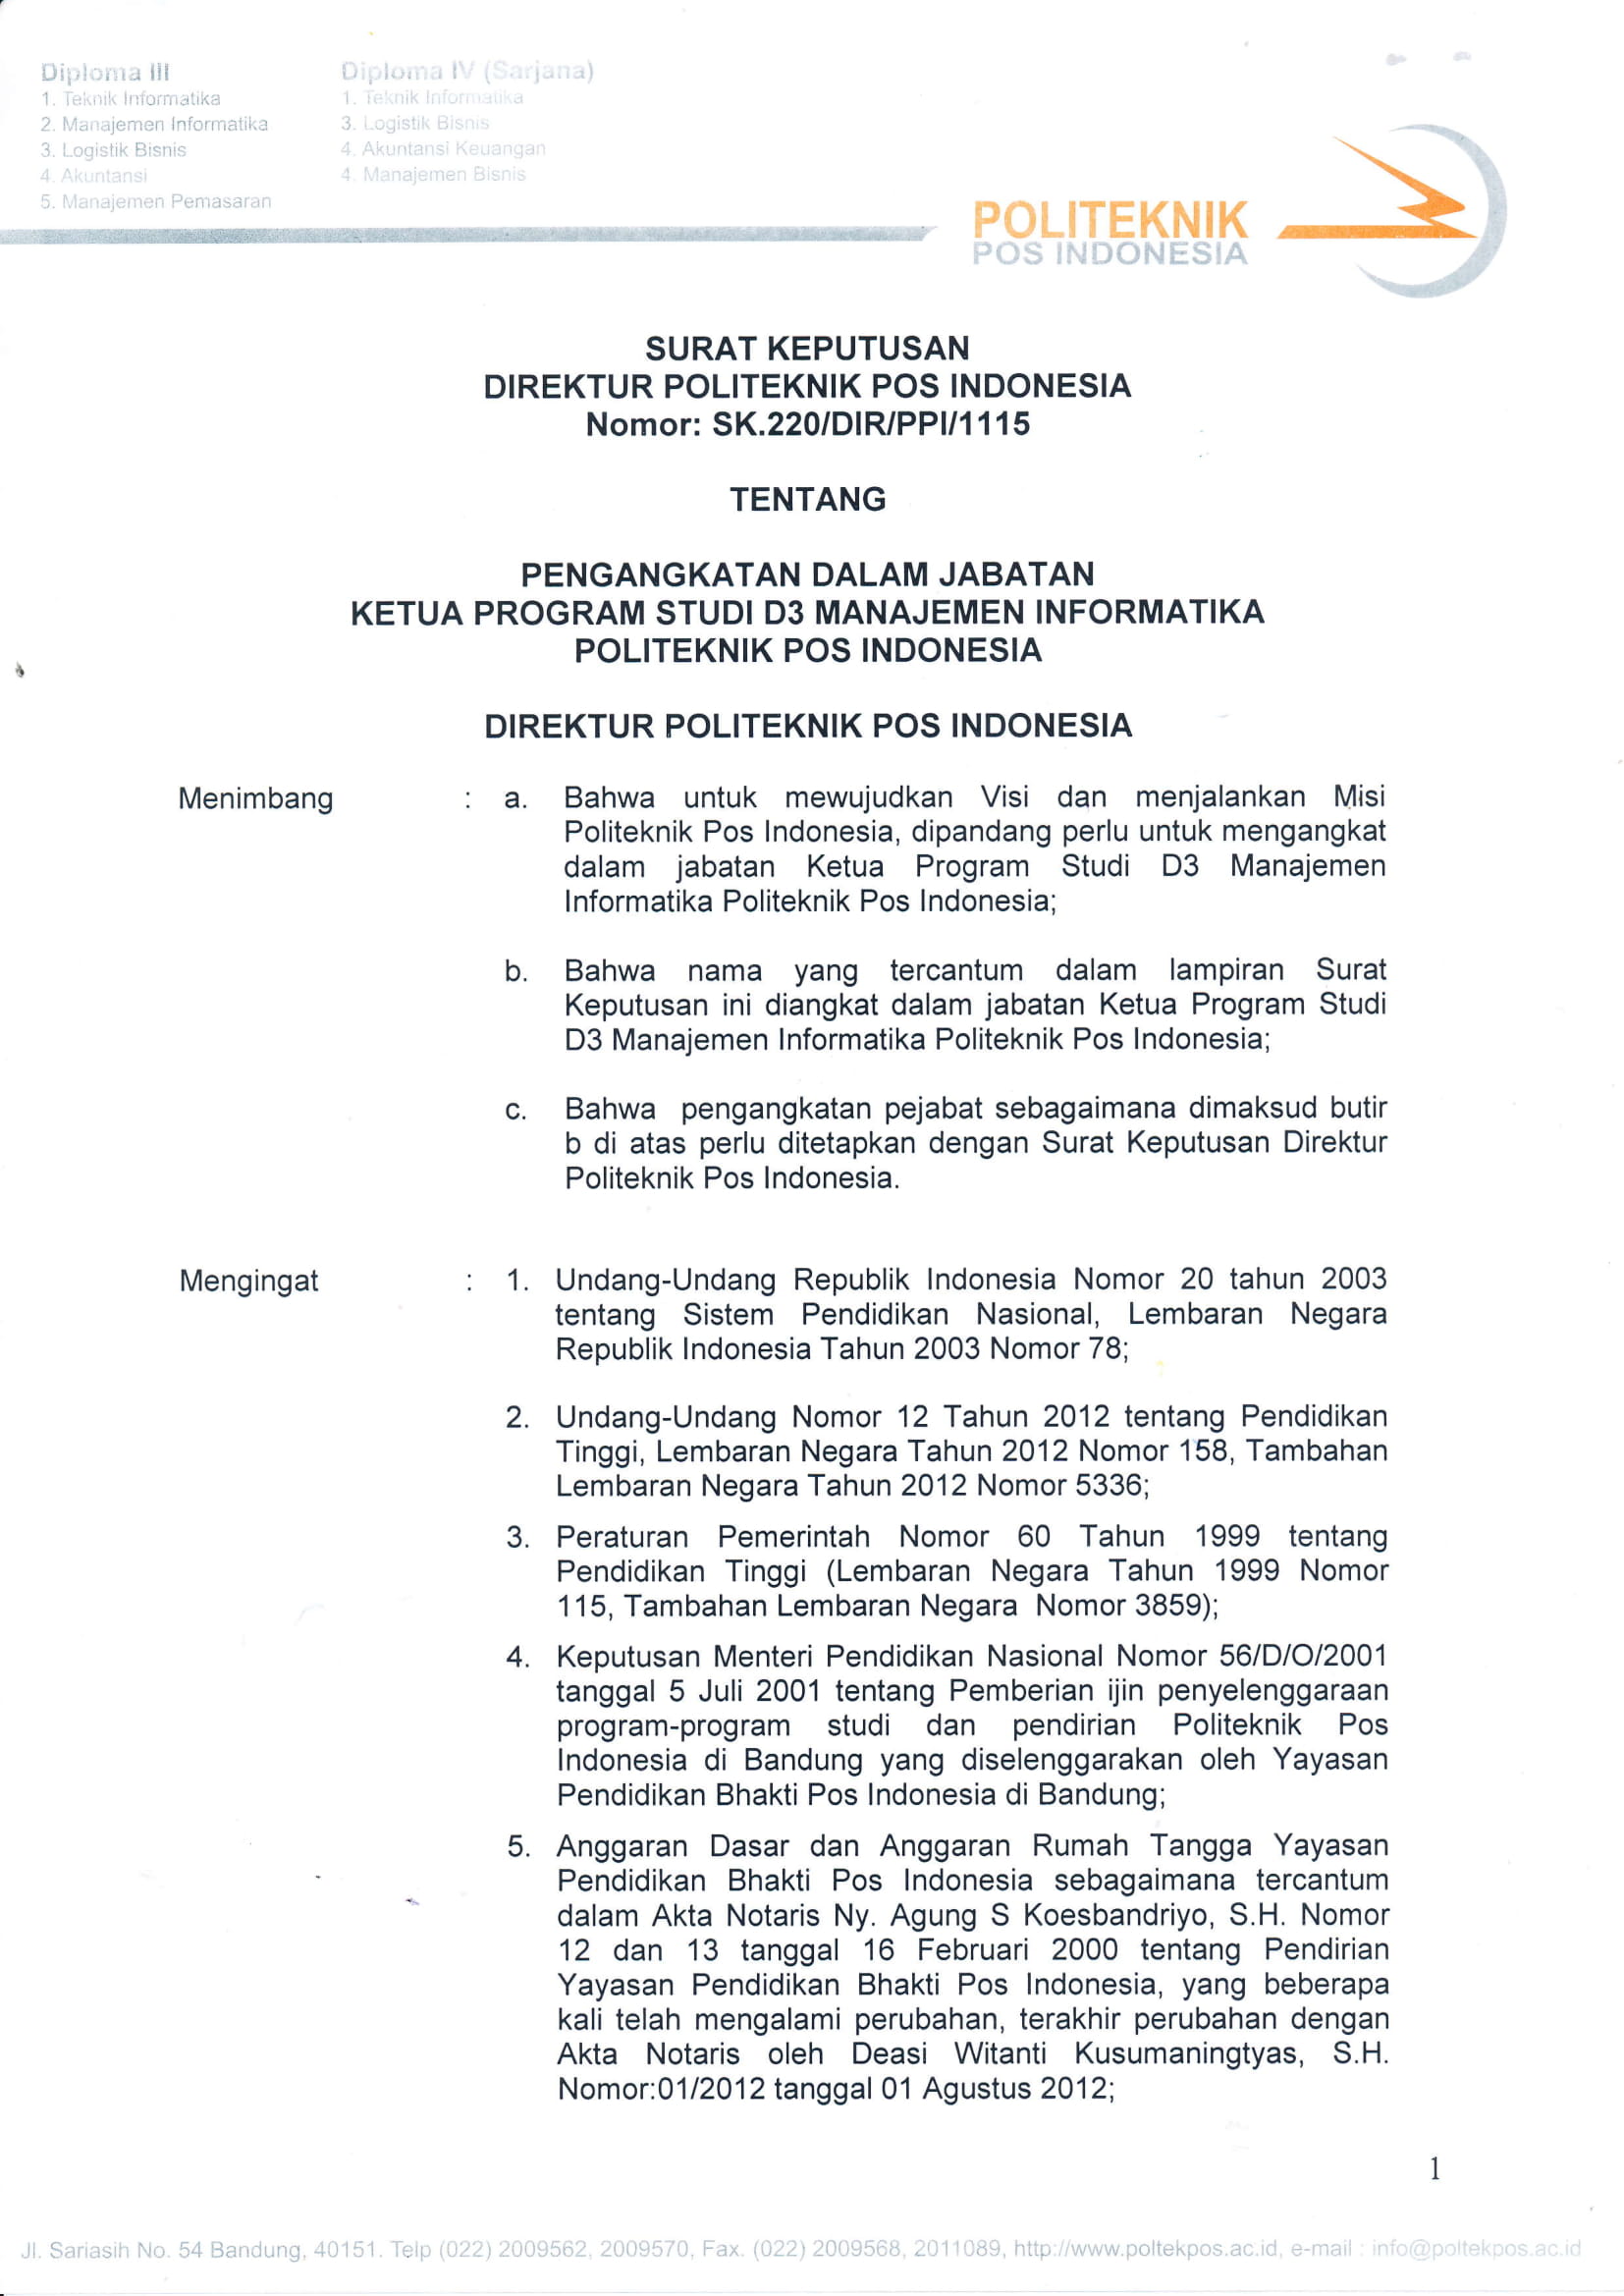 Diploma III
1. Teknik Informatika
2. Manajemen Informatika
3. Logistik Bisnis
4. Akuntansi
5. Manajemen Pemasaran
Diploma IV (Sarjana)
1. Teknik Informatika
3. Logistik Bisnis
4. Akuntansi Keuangan
4. Manajemen Bisnis
POLITEKNIK
POS INDONESIA
SURAT KEPUTUSAN
DIREKTUR POLITEKNIK POS INDONESIA
Nomor: SK.220/DIR/PPI/1115
TENTANG
PENGANGKATAN DALAM JABATAN
KETUA PROGRAM STUDI D3 MANAJEMEN INFORMATIKA
POLITEKNIK POS INDONESIA
DIREKTUR POLITEKNIK POS INDONESIA
Menimbang : a. Bahwa untuk mewujudkan Visi dan menjalankan Misi
Politeknik Pos Indonesia, dipandang perlu untuk mengangkat
dalam jabatan Ketua Program Studi D3 Manajemen
Informatika Politeknik Pos Indonesia;
b. Bahwa nama yang tercantum dalam lampiran Surat
Keputusan ini diangkat dalam jabatan Ketua Program Studi
D3 Manajemen Informatika Politeknik Pos Indonesia;
c. Bahwa pengangkatan pejabat sebagaimana dimaksud butir
b di atas perlu ditetapkan dengan Surat Keputusan Direktur
Politeknik Pos Indonesia.
Mengingat : 1. Undang-Undang Republik Indonesia Nomor 20 tahun 2003
tentang Sistem Pendidikan Nasional, Lembaran Negara
Republik Indonesia Tahun 2003 Nomor 78;
2. Undang-Undang Nomor 12 Tahun 2012 tentang Pendidikan
Tinggi, Lembaran Negara Tahun 2012 Nomor 158, Tambahan
Lembaran Negara Tahun 2012 Nomor 5336;
3. Peraturan Pemerintah Nomor 60 Tahun 1999 tentang
Pendidikan Tinggi (Lembaran Negara Tahun 1999 Nomor
115, Tambahan Lembaran Negara Nomor 3859);
4. Keputusan Menteri Pendidikan Nasional Nomor 56/D/O/2001
tanggal 5 Juli 2001 tentang Pemberian ijin penyelenggaraan
program-program studi dan pendirian Politeknik Pos
Indonesia di Bandung yang diselenggarakan oleh Yayasan
Pendidikan Bhakti Pos Indonesia di Bandung;
5. Anggaran Dasar dan Anggaran Rumah Tangga Yayasan
Pendidikan Bhakti Pos Indonesia sebagaimana tercantum
dalam Akta Notaris Ny. Agung S Koesbandriyo, S.H. Nomor
12 dan 13 tanggal 16 Februari 2000 tentang Pendirian
Yayasan Pendidikan Bhakti Pos Indonesia, yang beberapa
kali telah mengalami perubahan, terakhir perubahan dengan
Akta Notaris oleh Deasi Witanti Kusumaningtyas, S.H.
Nomor:01/2012 tanggal 01 Agustus 2012;
1
Jl. Sariasih No. 54 Bandung, 40151. Telp (022) 2009562, 2009570, Fax. (022) 2009568, 2011089, http://www.poltekpos.ac.id, e-mail : info@poltekpos.ac.id